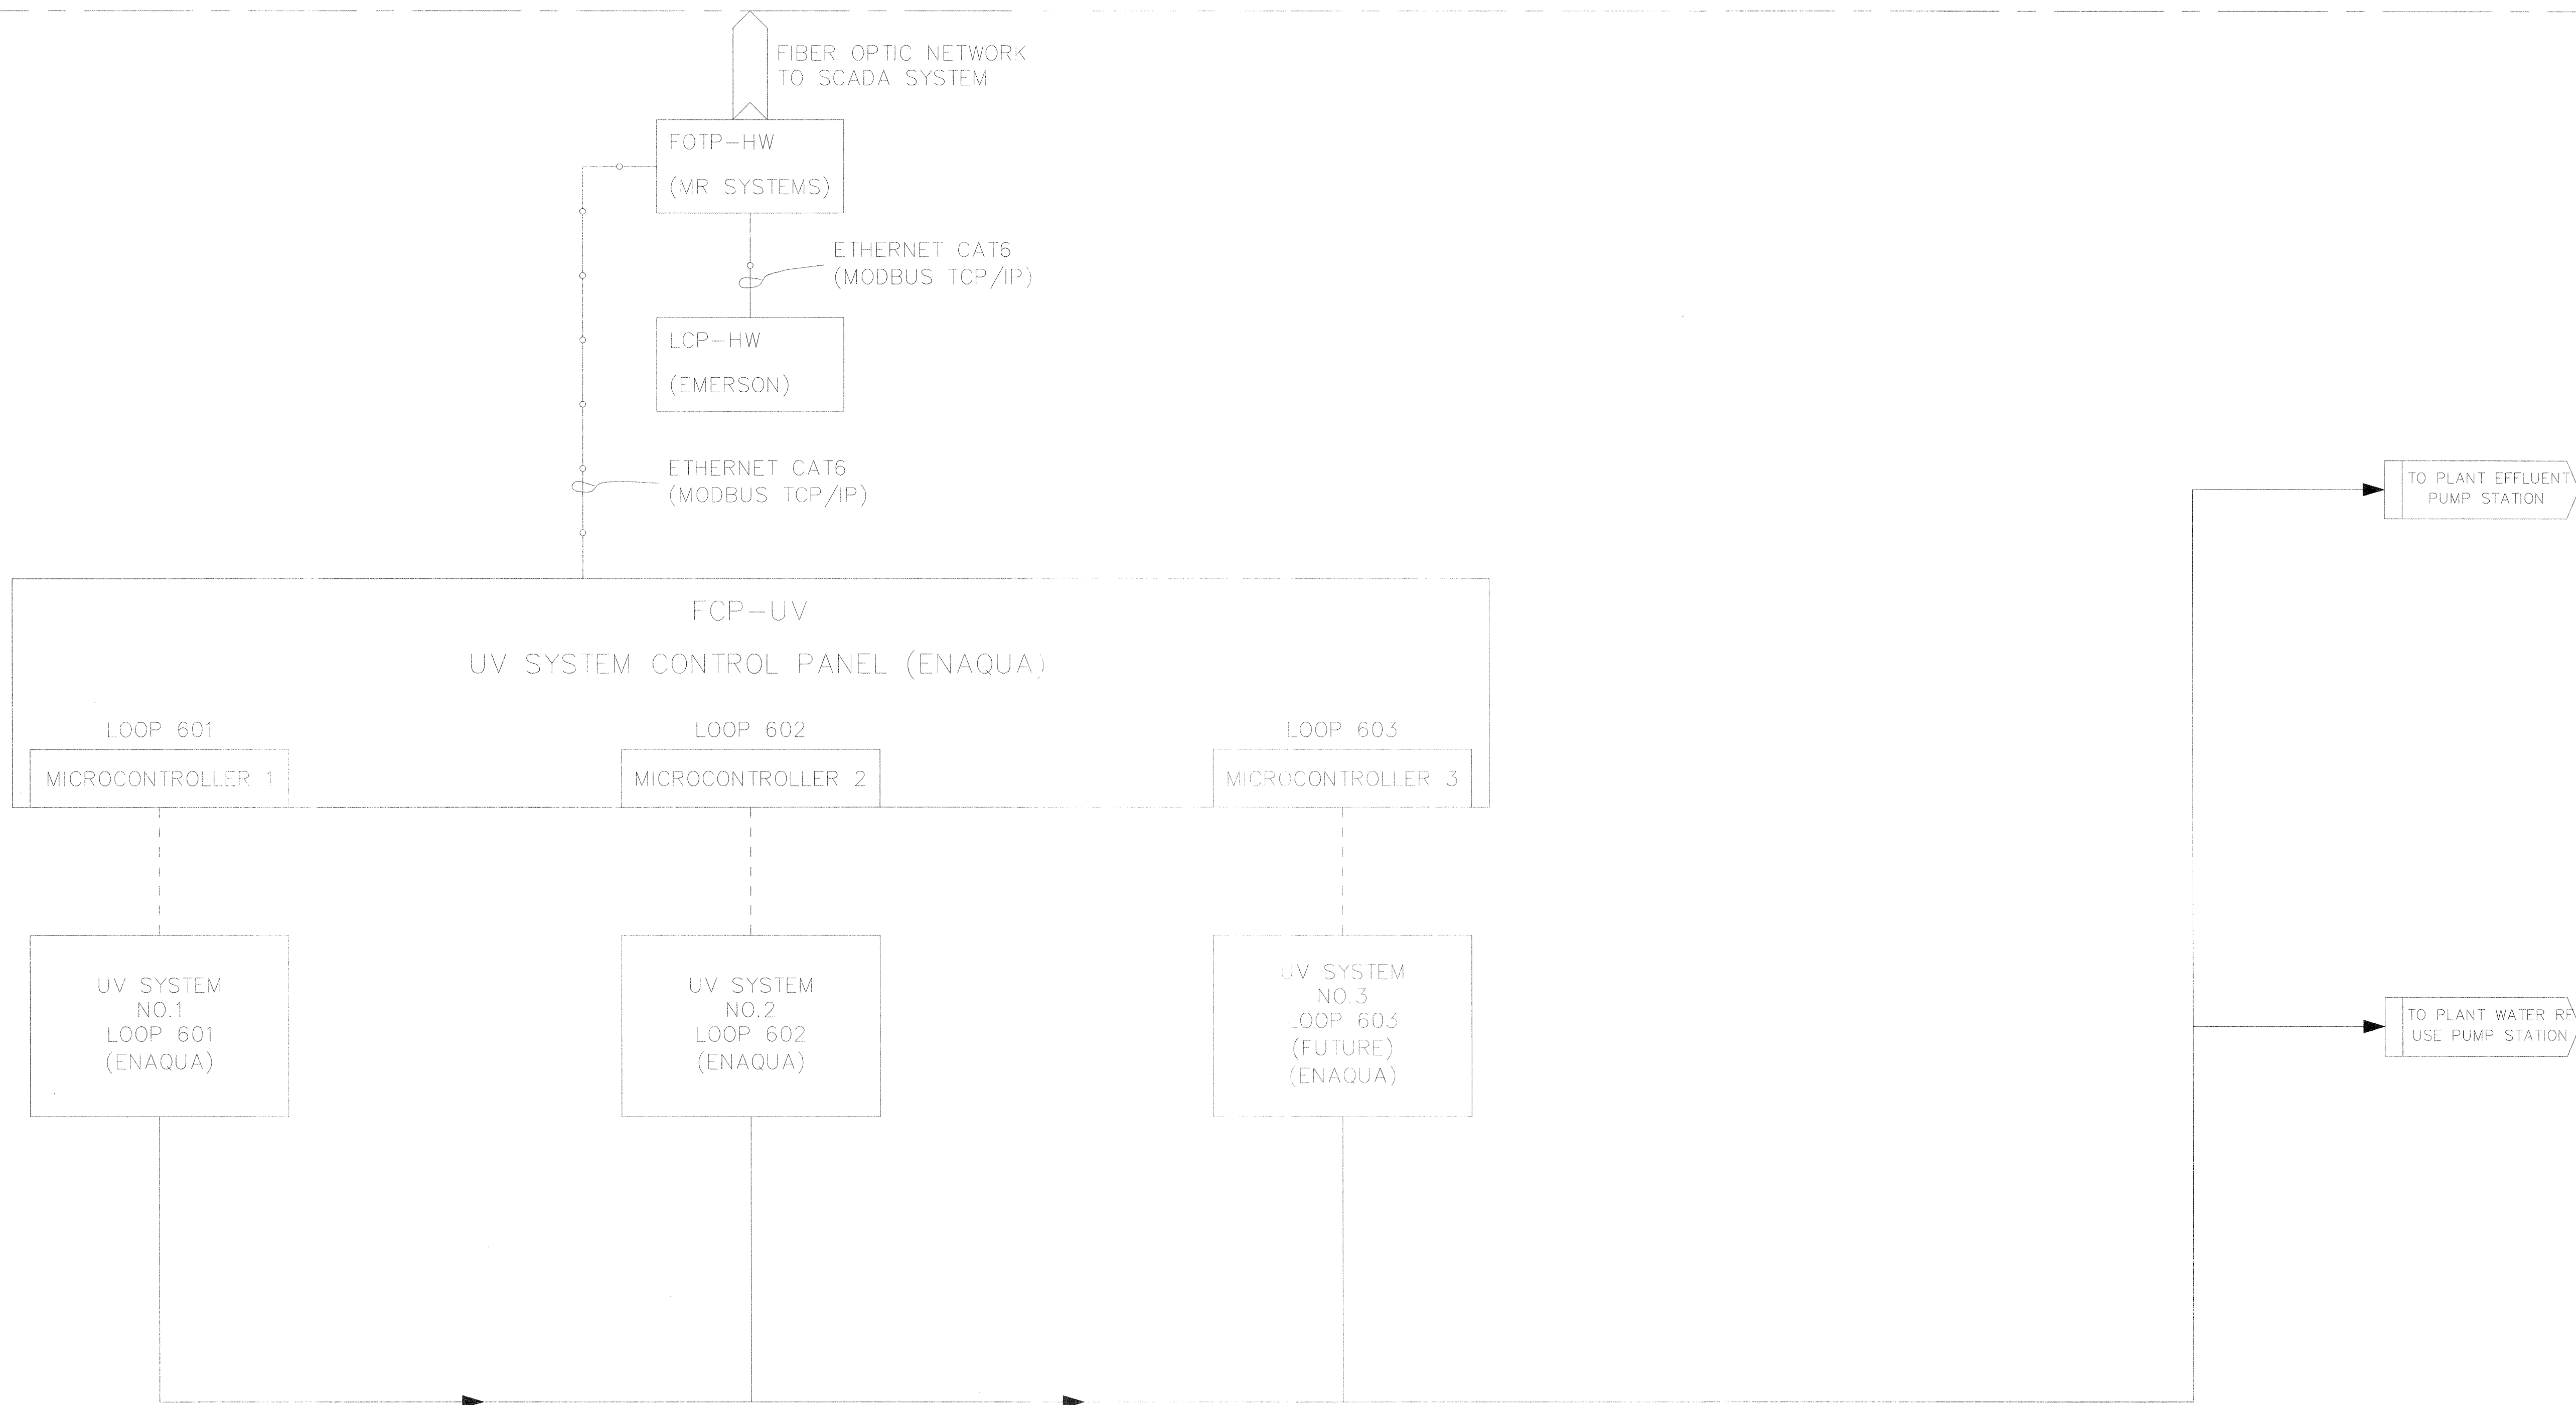 FIBER OPTIC NETWORK
TO SCADA SYSTEM
FOTP-HW
(MR SYSTEMS)
ETHERNET CAT6
(MODBUS TCP/IP)
LCP-HW
(EMERSON)
ETHERNET CAT6
(MODBUS TCP/IP)
TO PLANT EFFLUENT
PUMP STATION
FCP-UV
UV SYSTEM CONTROL PANEL (ENAQUA)
LOOP 601
LOOP 602
LOOP 603
MICROCONTROLLER 1
MICROCONTROLLER 2
MICROCONTROLLER 3
UV SYSTEM
NO.1
LOOP 601
(ENAQUA)
UV SYSTEM
NO.2
LOOP 602
(ENAQUA)
UV SYSTEM
NO.3
LOOP 603
(FUTURE)
(ENAQUA)
TO PLANT WATER RE
USE PUMP STATION